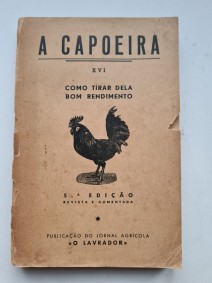 A CAPOEIRA
XVI
COMO TIRAR DELA
BOM RENDIMENTO
5.ª EDIÇÃO
REVISTA E AUMENTADA
PUBLICAÇÃO DO JORNAL AGRÍCOLA
«O LAVRADOR»